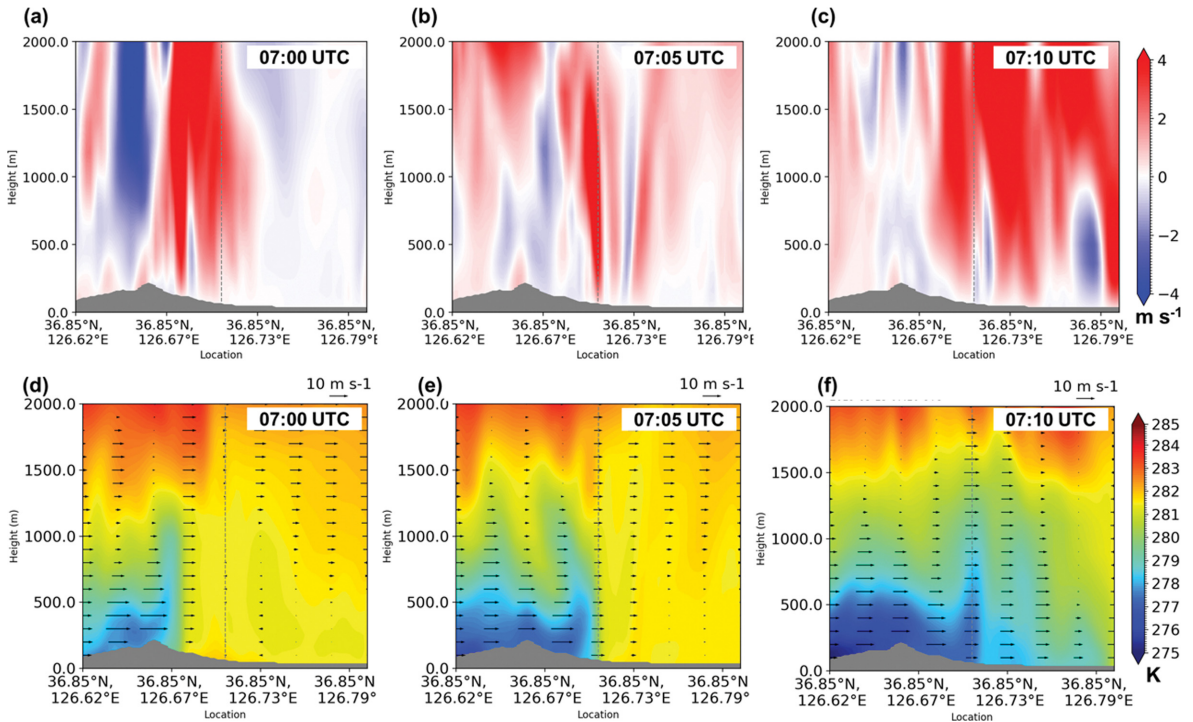 (a)
07:00 UTC
2000.0
1500.0
1000.0
500.0
0.0
Height [m]
36.85°N,
126.62°E
36.85°N,
126.67°E
36.85°N,
126.73°E
36.85°N,
126.79°E
Location
(b)
07:05 UTC
2000.0
1500.0
1000.0
500.0
0.0
Height [m]
36.85°N,
126.62°E
36.85°N,
126.67°E
36.85°N,
126.73°E
36.85°N,
126.79°E
Location
(c)
07:10 UTC
2000.0
1500.0
1000.0
500.0
0.0
Height [m]
36.85°N,
126.62°E
36.85°N,
126.67°E
36.85°N,
126.73°E
36.85°N,
126.79°E
Location
4
2
0
−2
−4
m s-1
(d)
10 m s-1
07:00 UTC
2000.0
1500.0
1000.0
500.0
0.0
Height (m)
36.85°N,
126.62°E
36.85°N,
126.67°E
36.85°N,
126.73°E
36.85°N,
126.79°
Location
(e)
10 m s-1
07:05 UTC
2000.0
1500.0
1000.0
500.0
0.0
Height (m)
36.85°N,
126.62°E
36.85°N,
126.67°E
36.85°N,
126.73°E
36.85°N,
126.79°
Location
(f)
10 m s-1
07:10 UTC
2000.0
1500.0
1000.0
500.0
0.0
Height (m)
36.85°N,
126.62°E
36.85°N,
126.67°E
36.85°N,
126.73°E
36.85°N,
126.79°E
Location
285
284
283
282
281
280
279
278
277
276
275
K